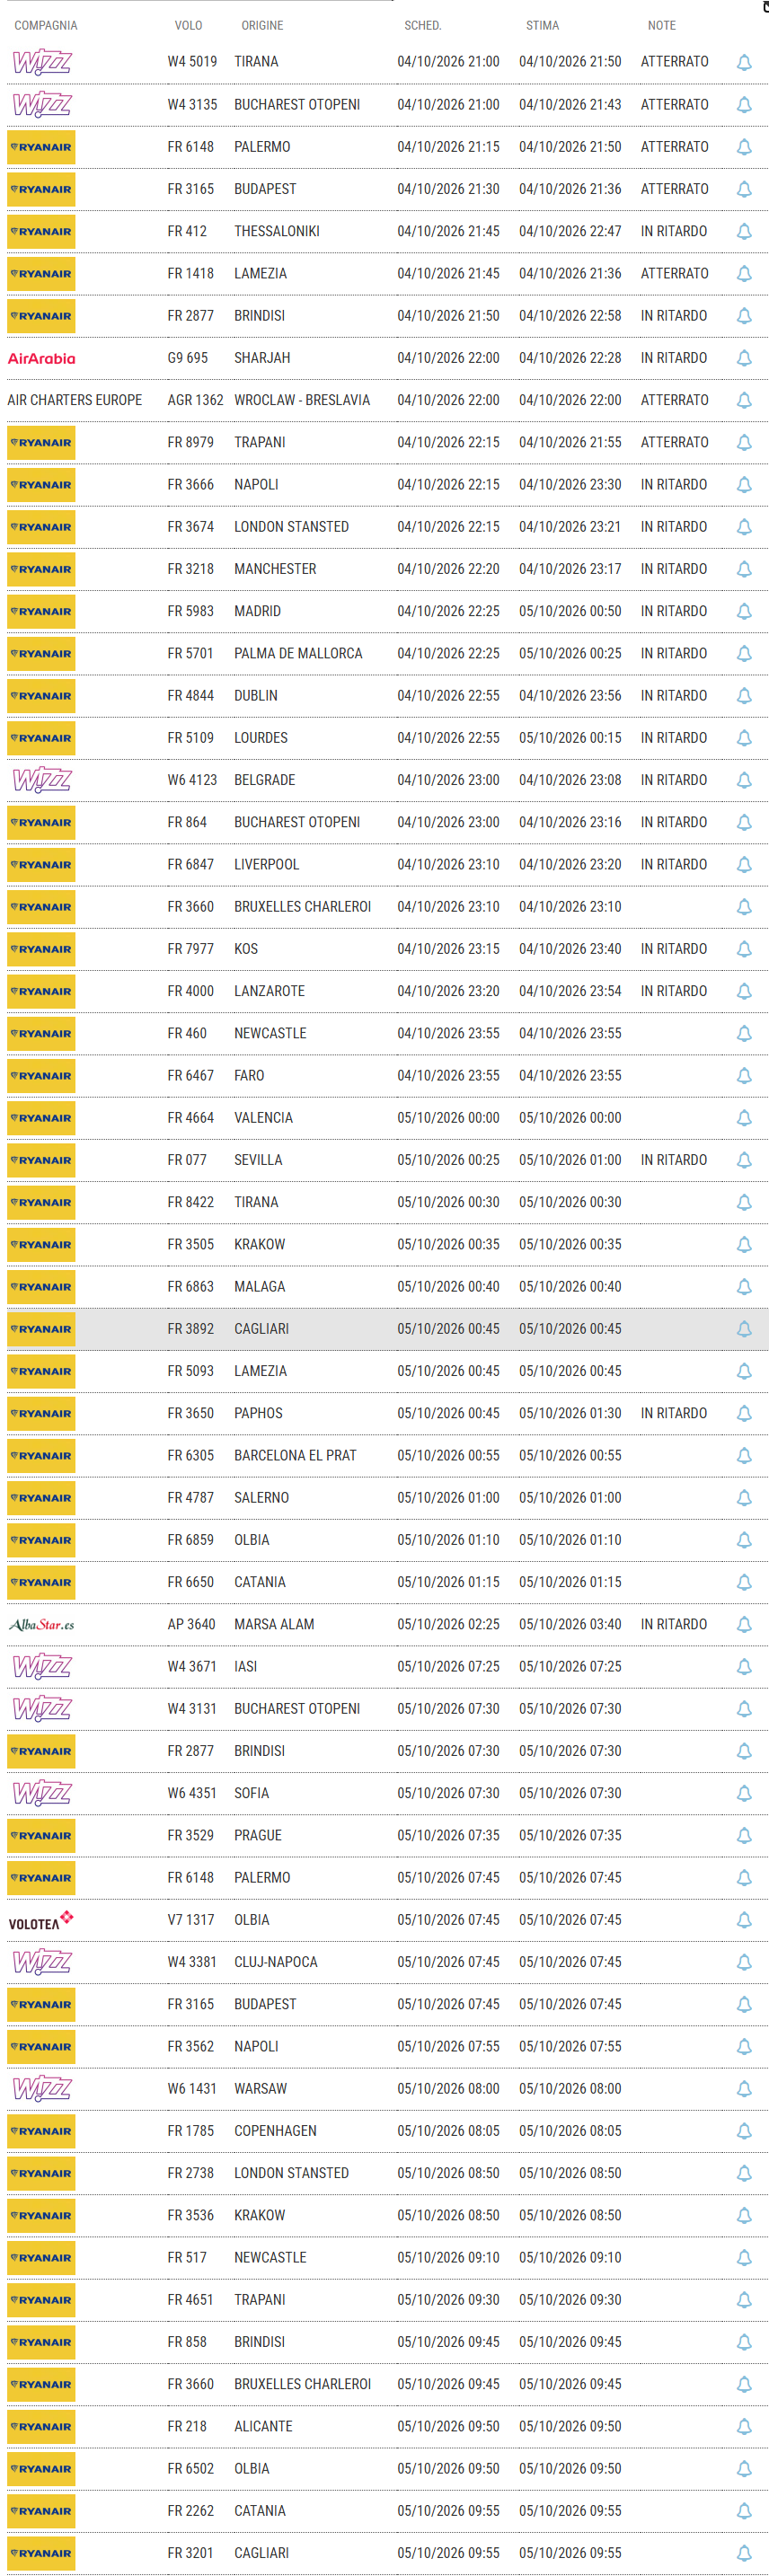 COMPAGNIA VOLO ORIGINE SCHED. STIMA NOTE
WIZZ W4 5019 TIRANA 04/10/2026 21:00 04/10/2026 21:50 ATTERRATO
WIZZ W4 3135 BUCHAREST OTOPENI 04/10/2026 21:00 04/10/2026 21:43 ATTERRATO
RYANAIR FR 6148 PALERMO 04/10/2026 21:15 04/10/2026 21:50 ATTERRATO
RYANAIR FR 3165 BUDAPEST 04/10/2026 21:30 04/10/2026 21:36 ATTERRATO
RYANAIR FR 412 THESSALONIKI 04/10/2026 21:45 04/10/2026 22:47 IN RITARDO
RYANAIR FR 1418 LAMEZIA 04/10/2026 21:45 04/10/2026 21:36 ATTERRATO
RYANAIR FR 2877 BRINDISI 04/10/2026 21:50 04/10/2026 22:58 IN RITARDO
AirArabia G9 695 SHARJAH 04/10/2026 22:00 04/10/2026 22:28 IN RITARDO
AIR CHARTERS EUROPE AGR 1362 WROCLAW - BRESLAVIA 04/10/2026 22:00 04/10/2026 22:00 ATTERRATO
RYANAIR FR 8979 TRAPANI 04/10/2026 22:15 04/10/2026 21:55 ATTERRATO
RYANAIR FR 3666 NAPOLI 04/10/2026 22:15 04/10/2026 23:30 IN RITARDO
RYANAIR FR 3674 LONDON STANSTED 04/10/2026 22:15 04/10/2026 23:21 IN RITARDO
RYANAIR FR 3218 MANCHESTER 04/10/2026 22:20 04/10/2026 23:17 IN RITARDO
RYANAIR FR 5983 MADRID 04/10/2026 22:25 05/10/2026 00:50 IN RITARDO
RYANAIR FR 5701 PALMA DE MALLORCA 04/10/2026 22:25 05/10/2026 00:25 IN RITARDO
RYANAIR FR 4844 DUBLIN 04/10/2026 22:55 04/10/2026 23:56 IN RITARDO
RYANAIR FR 5109 LOURDES 04/10/2026 22:55 05/10/2026 00:15 IN RITARDO
WIZZ W6 4123 BELGRADE 04/10/2026 23:00 04/10/2026 23:08 IN RITARDO
RYANAIR FR 864 BUCHAREST OTOPENI 04/10/2026 23:00 04/10/2026 23:16 IN RITARDO
RYANAIR FR 6847 LIVERPOOL 04/10/2026 23:10 04/10/2026 23:20 IN RITARDO
RYANAIR FR 3660 BRUXELLES CHARLEROI 04/10/2026 23:10 04/10/2026 23:10
RYANAIR FR 7977 KOS 04/10/2026 23:15 04/10/2026 23:40 IN RITARDO
RYANAIR FR 4000 LANZAROTE 04/10/2026 23:20 04/10/2026 23:54 IN RITARDO
RYANAIR FR 460 NEWCASTLE 04/10/2026 23:55 04/10/2026 23:55
RYANAIR FR 6467 FARO 04/10/2026 23:55 04/10/2026 23:55
RYANAIR FR 4664 VALENCIA 05/10/2026 00:00 05/10/2026 00:00
RYANAIR FR 077 SEVILLA 05/10/2026 00:25 05/10/2026 01:00 IN RITARDO
RYANAIR FR 8422 TIRANA 05/10/2026 00:30 05/10/2026 00:30
RYANAIR FR 3505 KRAKOW 05/10/2026 00:35 05/10/2026 00:35
RYANAIR FR 6863 MALAGA 05/10/2026 00:40 05/10/2026 00:40
RYANAIR FR 3892 CAGLIARI 05/10/2026 00:45 05/10/2026 00:45
RYANAIR FR 5093 LAMEZIA 05/10/2026 00:45 05/10/2026 00:45
RYANAIR FR 3650 PAPHOS 05/10/2026 00:45 05/10/2026 01:30 IN RITARDO
RYANAIR FR 6305 BARCELONA EL PRAT 05/10/2026 00:55 05/10/2026 00:55
RYANAIR FR 4787 SALERNO 05/10/2026 01:00 05/10/2026 01:00
RYANAIR FR 6859 OLBIA 05/10/2026 01:10 05/10/2026 01:10
RYANAIR FR 6650 CATANIA 05/10/2026 01:15 05/10/2026 01:15
AlbaStar.es AP 3640 MARSA ALAM 05/10/2026 02:25 05/10/2026 03:40 IN RITARDO
WIZZ W4 3671 IASI 05/10/2026 07:25 05/10/2026 07:25
WIZZ W4 3131 BUCHAREST OTOPENI 05/10/2026 07:30 05/10/2026 07:30
RYANAIR FR 2877 BRINDISI 05/10/2026 07:30 05/10/2026 07:30
WIZZ W6 4351 SOFIA 05/10/2026 07:30 05/10/2026 07:30
RYANAIR FR 3529 PRAGUE 05/10/2026 07:35 05/10/2026 07:35
RYANAIR FR 6148 PALERMO 05/10/2026 07:45 05/10/2026 07:45
VOLOTEA V7 1317 OLBIA 05/10/2026 07:45 05/10/2026 07:45
WIZZ W4 3381 CLUJ-NAPOCA 05/10/2026 07:45 05/10/2026 07:45
RYANAIR FR 3165 BUDAPEST 05/10/2026 07:45 05/10/2026 07:45
RYANAIR FR 3562 NAPOLI 05/10/2026 07:55 05/10/2026 07:55
WIZZ W6 1431 WARSAW 05/10/2026 08:00 05/10/2026 08:00
RYANAIR FR 1785 COPENHAGEN 05/10/2026 08:05 05/10/2026 08:05
RYANAIR FR 2738 LONDON STANSTED 05/10/2026 08:50 05/10/2026 08:50
RYANAIR FR 3536 KRAKOW 05/10/2026 08:50 05/10/2026 08:50
RYANAIR FR 517 NEWCASTLE 05/10/2026 09:10 05/10/2026 09:10
RYANAIR FR 4651 TRAPANI 05/10/2026 09:30 05/10/2026 09:30
RYANAIR FR 858 BRINDISI 05/10/2026 09:45 05/10/2026 09:45
RYANAIR FR 3660 BRUXELLES CHARLEROI 05/10/2026 09:45 05/10/2026 09:45
RYANAIR FR 218 ALICANTE 05/10/2026 09:50 05/10/2026 09:50
RYANAIR FR 6502 OLBIA 05/10/2026 09:50 05/10/2026 09:50
RYANAIR FR 2262 CATANIA 05/10/2026 09:55 05/10/2026 09:55
RYANAIR FR 3201 CAGLIARI 05/10/2026 09:55 05/10/2026 09:55